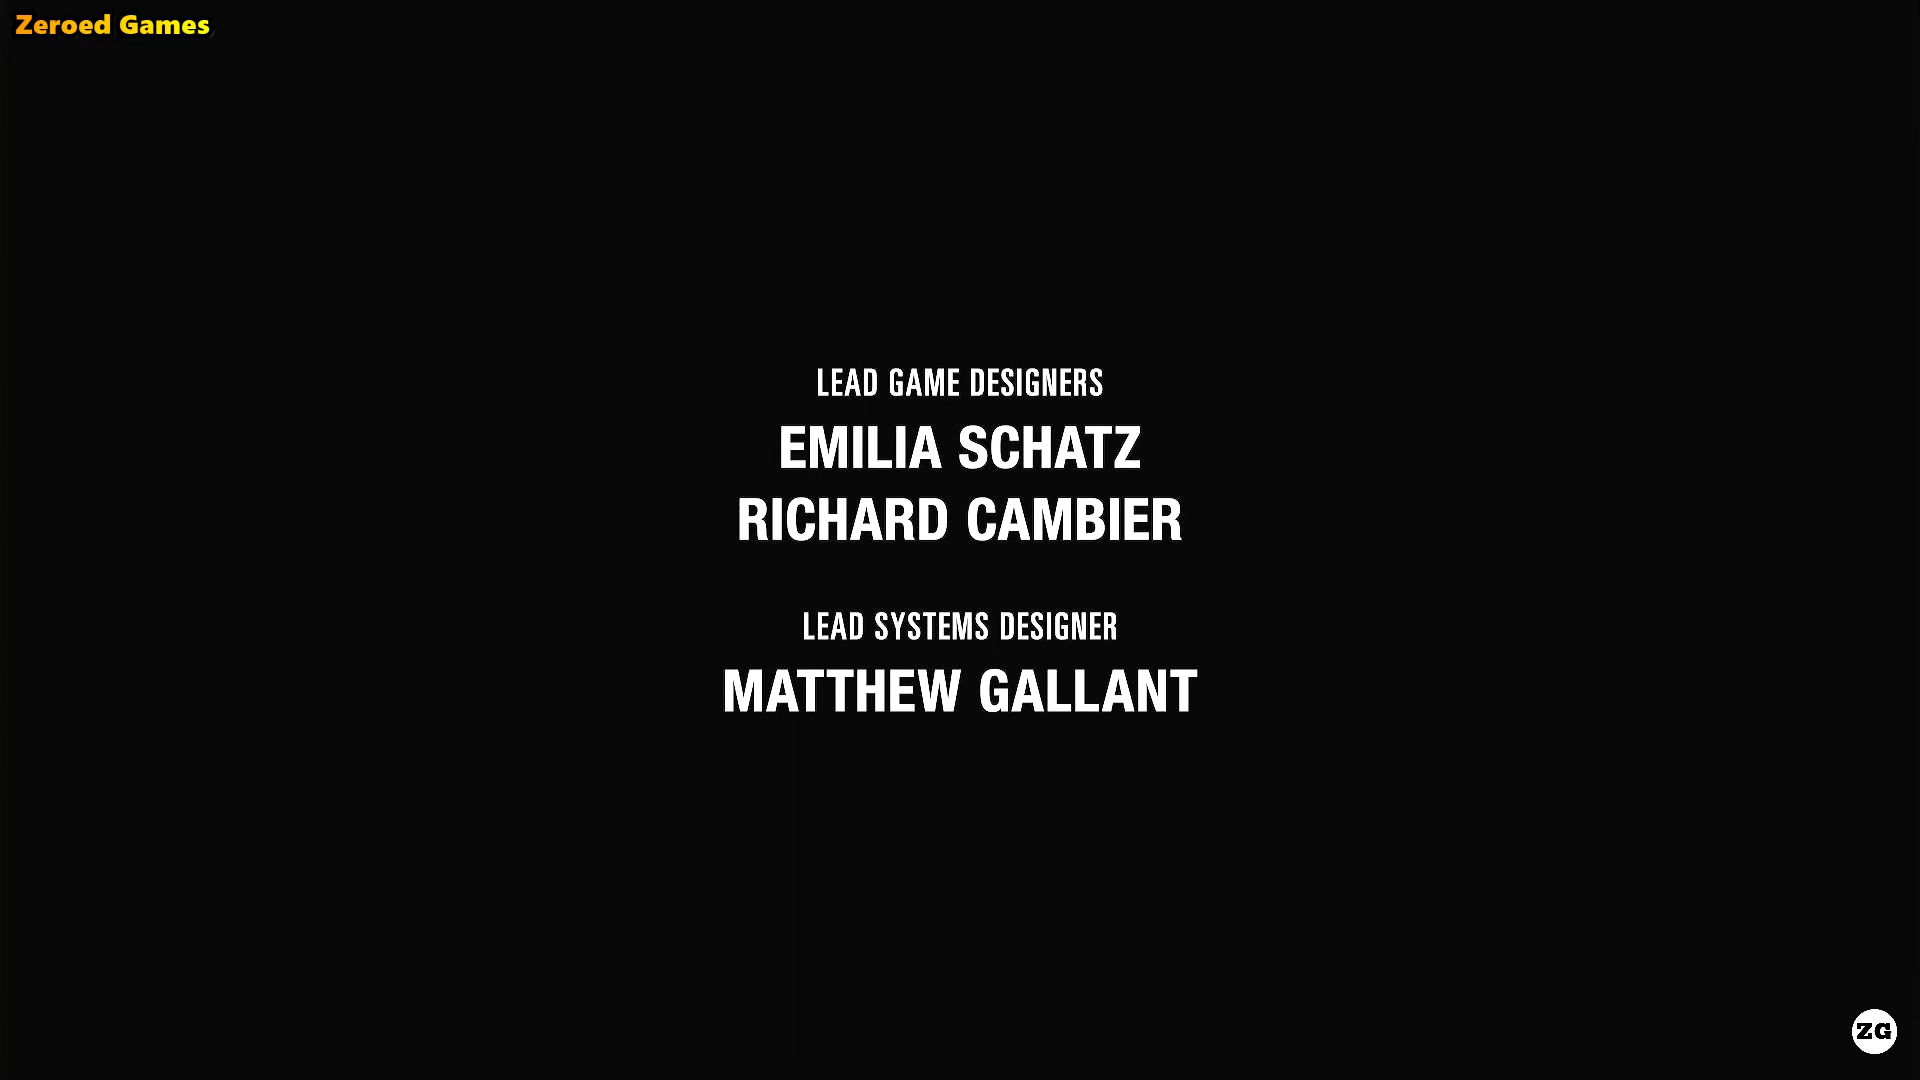 Zeroed Games
LEAD GAME DESIGNERS
EMILIA SCHATZ
RICHARD CAMBIER
LEAD SYSTEMS DESIGNER
MATTHEW GALLANT
ZG